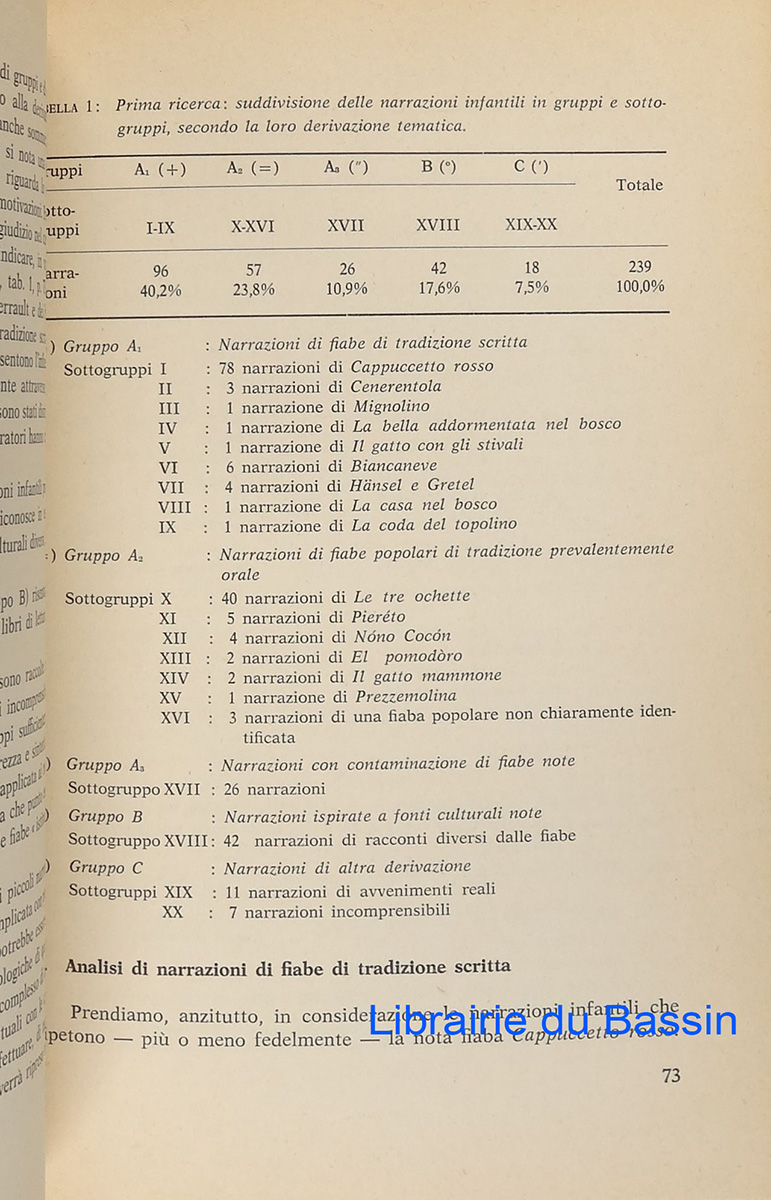 ELLA 1: Prima ricerca: suddivisione delle narrazioni infantili in gruppi e sotto-
gruppi, secondo la loro derivazione tematica.
ruppi A₁ (+) A₂ (=) A₃ (") B (°) C (') Totale
otto-
uppi I-IX X-XVI XVII XVIII XIX-XX
arra- 96 57 26 42 18 239
oni 40,2% 23,8% 10,9% 17,6% 7,5% 100,0%
) Gruppo A₁ : Narrazioni di fiabe di tradizione scritta
Sottogruppi I : 78 narrazioni di Cappuccetto rosso
II : 3 narrazioni di Cenerentola
III : 1 narrazione di Mignolino
IV : 1 narrazione di La bella addormentata nel bosco
V : 1 narrazione di Il gatto con gli stivali
VI : 6 narrazioni di Biancaneve
VII : 4 narrazioni di Hänsel e Gretel
VIII : 1 narrazione di La casa nel bosco
IX : 1 narrazione di La coda del topolino
) Gruppo A₂ : Narrazioni di fiabe popolari di tradizione prevalentemente
orale
Sottogruppi X : 40 narrazioni di Le tre ochette
XI : 5 narrazioni di Pieréto
XII : 4 narrazioni di Nóno Cocón
XIII : 2 narrazioni di El pomodòro
XIV : 2 narrazioni di Il gatto mammone
XV : 1 narrazione di Prezzemolina
XVI : 3 narrazioni di una fiaba popolare non chiaramente iden-
tificata
) Gruppo A₃ : Narrazioni con contaminazione di fiabe note
Sottogruppo XVII : 26 narrazioni
) Gruppo B : Narrazioni ispirate a fonti culturali note
Sottogruppo XVIII: 42 narrazioni di racconti diversi dalle fiabe
) Gruppo C : Narrazioni di altra derivazione
Sottogruppi XIX : 11 narrazioni di avvenimenti reali
XX : 7 narrazioni incomprensibili
. Analisi di narrazioni di fiabe di tradizione scritta
Prendiamo, anzitutto, in considerazione le narrazioni infantili che
ipetono — più o meno fedelmente — la nota fiaba Cappuccetto rosso.
Librairie du Bassin
73